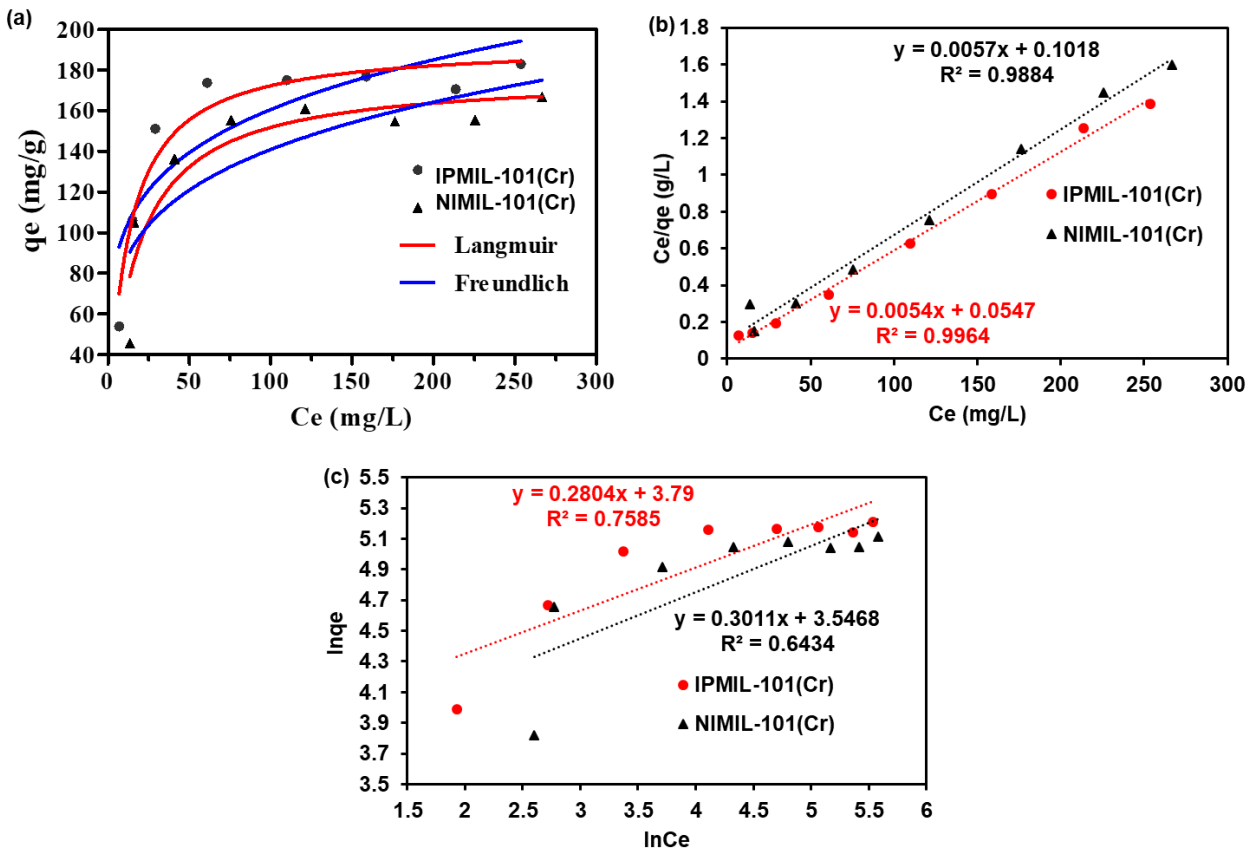 (a)
200
180
160
140
120
100
80
60
40
0
50
100
150
200
250
300
qe (mg/g)
Ce (mg/L)
IPMIL-101(Cr)
NIMIL-101(Cr)
Langmuir
Freundlich
(b)
1.8
1.6
1.4
1.2
1
0.8
0.6
0.4
0.2
0
0
50
100
150
200
250
300
Ce/qe (g/L)
Ce (mg/L)
y = 0.0057x + 0.1018
R² = 0.9884
IPMIL-101(Cr)
NIMIL-101(Cr)
y = 0.0054x + 0.0547
R² = 0.9964
(c)
5.5
5.3
5.1
4.9
4.7
4.5
4.3
4.1
3.9
3.7
3.5
1.5
2
2.5
3
3.5
4
4.5
5
5.5
6
lnqe
lnCe
y = 0.2804x + 3.79
R² = 0.7585
y = 0.3011x + 3.5468
R² = 0.6434
IPMIL-101(Cr)
NIMIL-101(Cr)